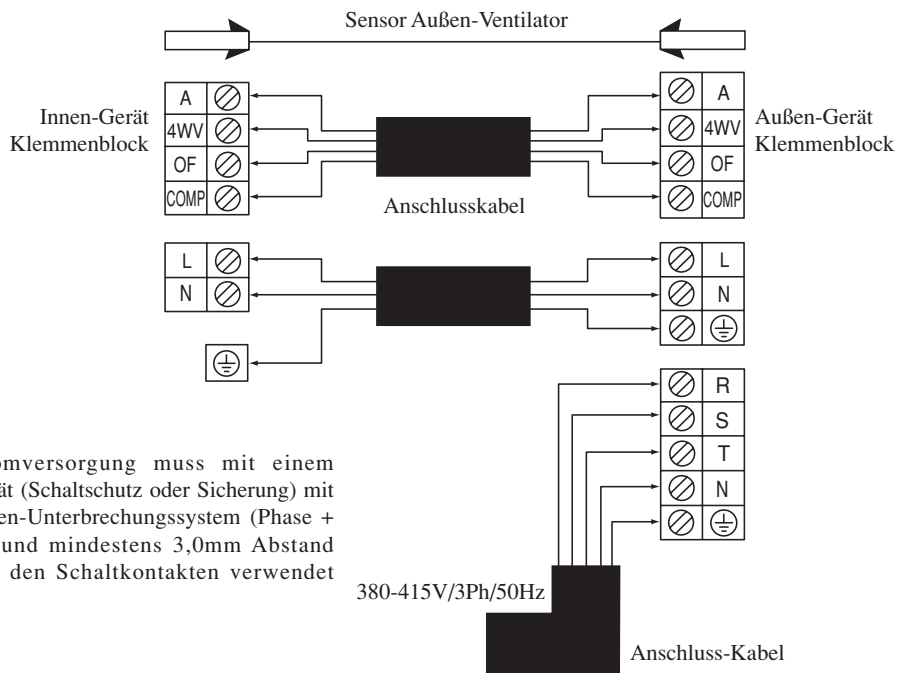 Sensor Außen-Ventilator
Innen-Gerät
Klemmenblock
A
4WV
OF
COMP
Anschlusskabel
A
4WV
OF
COMP
Außen-Gerät
Klemmenblock
L
N
L
N
R
S
T
N
omversorgung muss mit einem
ät (Schaltschutz oder Sicherung) mit
en-Unterbrechungssystem (Phase +
und mindestens 3,0mm Abstand
den Schaltkontakten verwendet
380-415V/3Ph/50Hz
Anschluss-Kabel